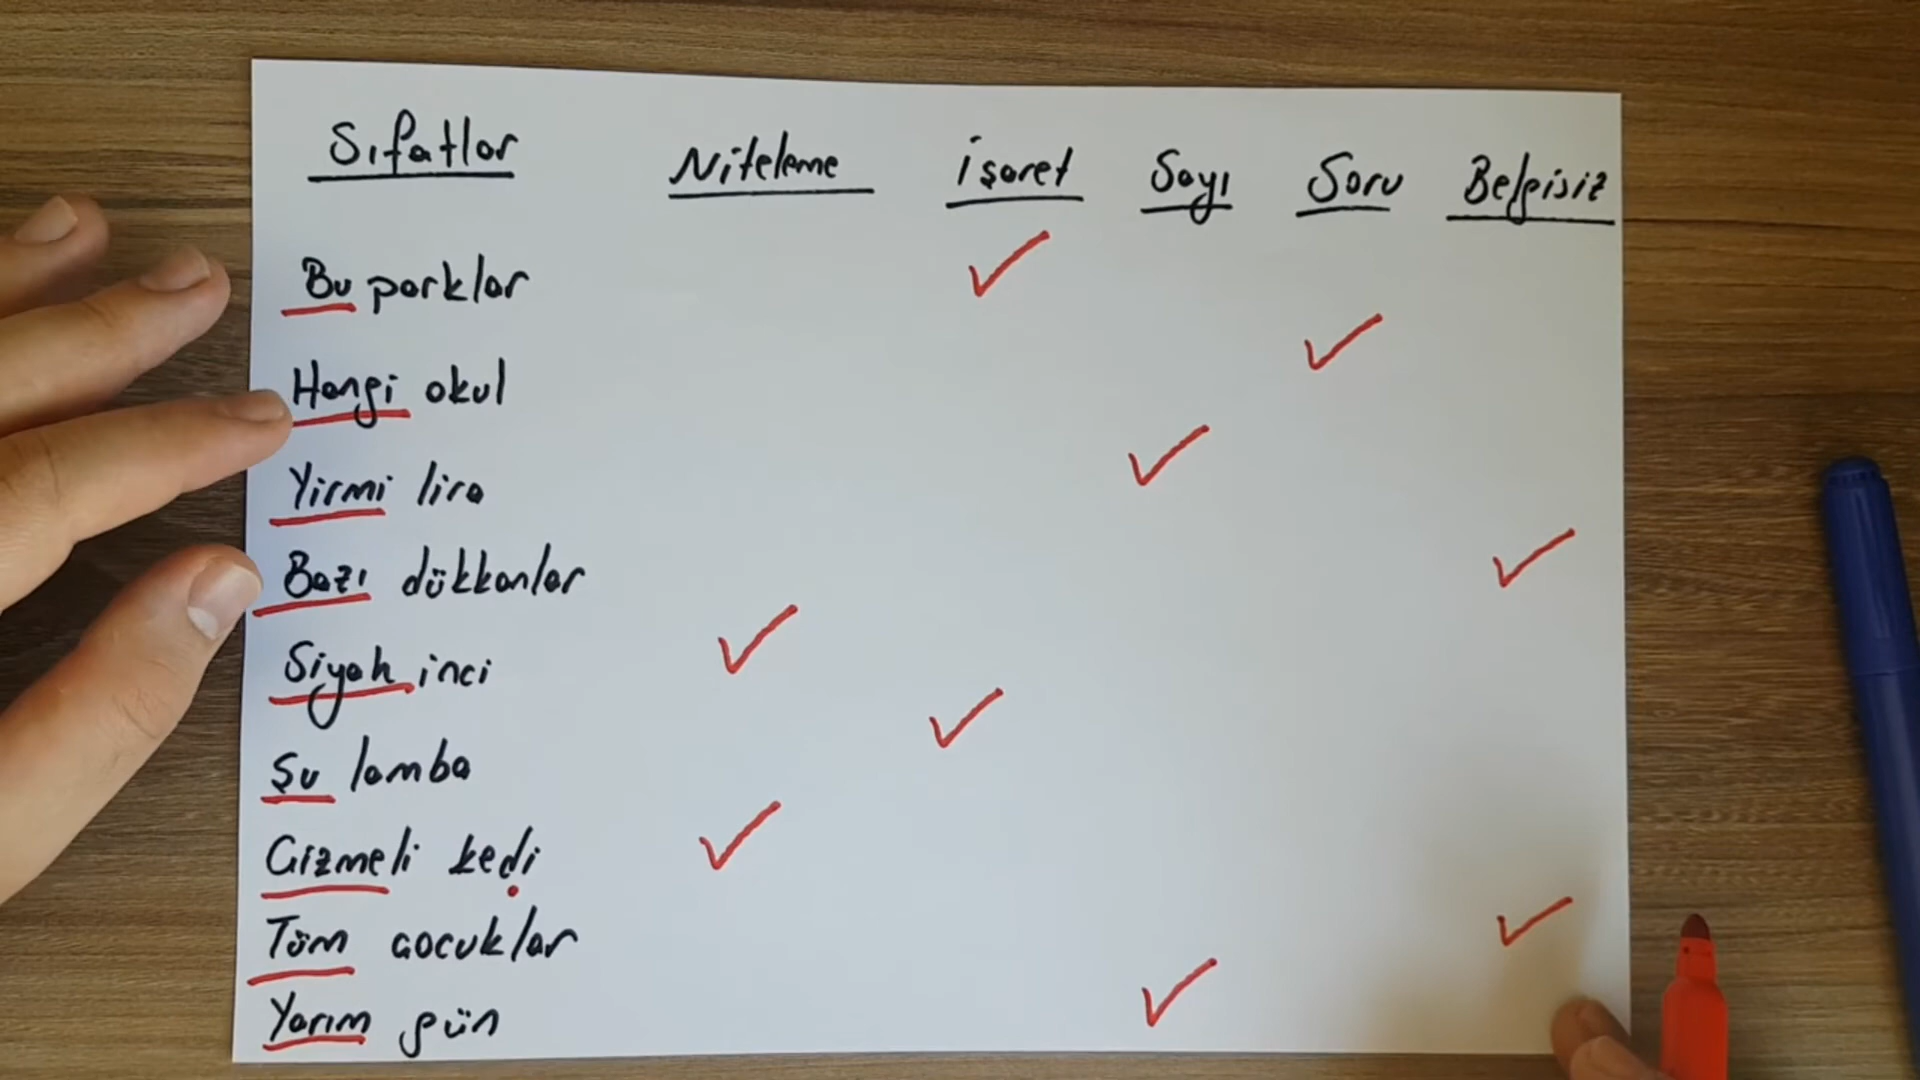 Sıfatlar Niteleme işaret Sayı Soru Belgisiz
Bu parklar
Hangi okul
Yirmi lira
Bazı dükkanlar
Siyah inci
Şu lamba
Çizmeli kedi
Tüm çocuklar
Yarım gün